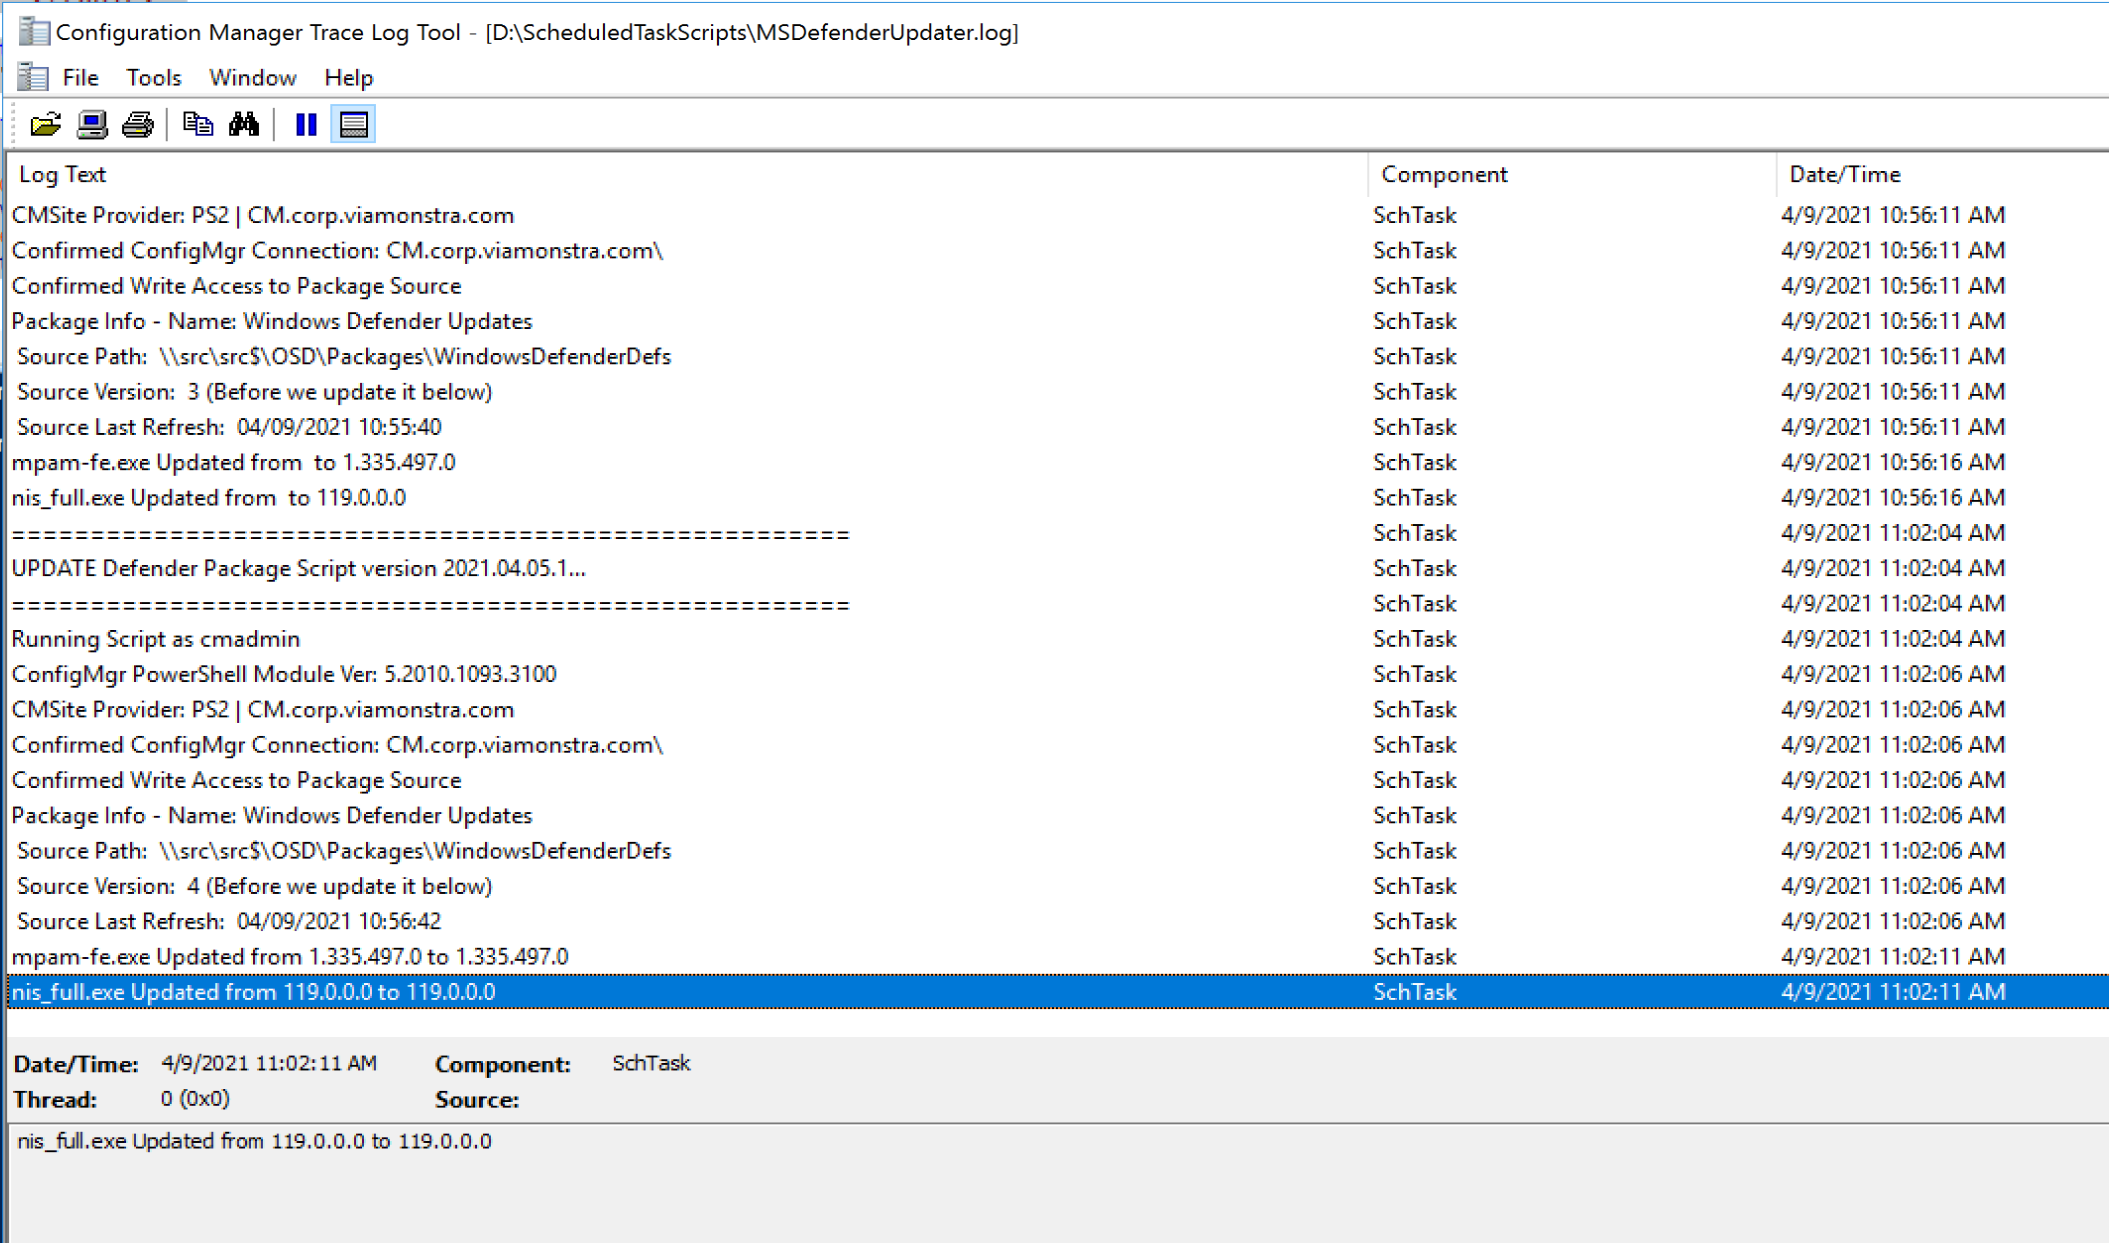 Configuration Manager Trace Log Tool - [D:\ScheduledTaskScripts\MSDefenderUpdater.log]
File Tools Window Help
Log Text Component Date/Time
CMSite Provider: PS2 | CM.corp.viamonstra.com SchTask 4/9/2021 10:56:11 AM
Confirmed ConfigMgr Connection: CM.corp.viamonstra.com\ SchTask 4/9/2021 10:56:11 AM
Confirmed Write Access to Package Source SchTask 4/9/2021 10:56:11 AM
Package Info - Name: Windows Defender Updates SchTask 4/9/2021 10:56:11 AM
Source Path:  \\src\src$\OSD\Packages\WindowsDefenderDefs SchTask 4/9/2021 10:56:11 AM
Source Version:  3 (Before we update it below) SchTask 4/9/2021 10:56:11 AM
Source Last Refresh:  04/09/2021 10:55:40 SchTask 4/9/2021 10:56:11 AM
mpam-fe.exe Updated from  to 1.335.497.0 SchTask 4/9/2021 10:56:16 AM
nis_full.exe Updated from  to 119.0.0.0 SchTask 4/9/2021 10:56:16 AM
===================================================== SchTask 4/9/2021 11:02:04 AM
UPDATE Defender Package Script version 2021.04.05.1... SchTask 4/9/2021 11:02:04 AM
===================================================== SchTask 4/9/2021 11:02:04 AM
Running Script as cmadmin SchTask 4/9/2021 11:02:04 AM
ConfigMgr PowerShell Module Ver: 5.2010.1093.3100 SchTask 4/9/2021 11:02:06 AM
CMSite Provider: PS2 | CM.corp.viamonstra.com SchTask 4/9/2021 11:02:06 AM
Confirmed ConfigMgr Connection: CM.corp.viamonstra.com\ SchTask 4/9/2021 11:02:06 AM
Confirmed Write Access to Package Source SchTask 4/9/2021 11:02:06 AM
Package Info - Name: Windows Defender Updates SchTask 4/9/2021 11:02:06 AM
Source Path:  \\src\src$\OSD\Packages\WindowsDefenderDefs SchTask 4/9/2021 11:02:06 AM
Source Version:  4 (Before we update it below) SchTask 4/9/2021 11:02:06 AM
Source Last Refresh:  04/09/2021 10:56:42 SchTask 4/9/2021 11:02:06 AM
mpam-fe.exe Updated from 1.335.497.0 to 1.335.497.0 SchTask 4/9/2021 11:02:11 AM
nis_full.exe Updated from 119.0.0.0 to 119.0.0.0 SchTask 4/9/2021 11:02:11 AM
Date/Time: 4/9/2021 11:02:11 AM Component: SchTask
Thread: 0 (0x0) Source:
nis_full.exe Updated from 119.0.0.0 to 119.0.0.0